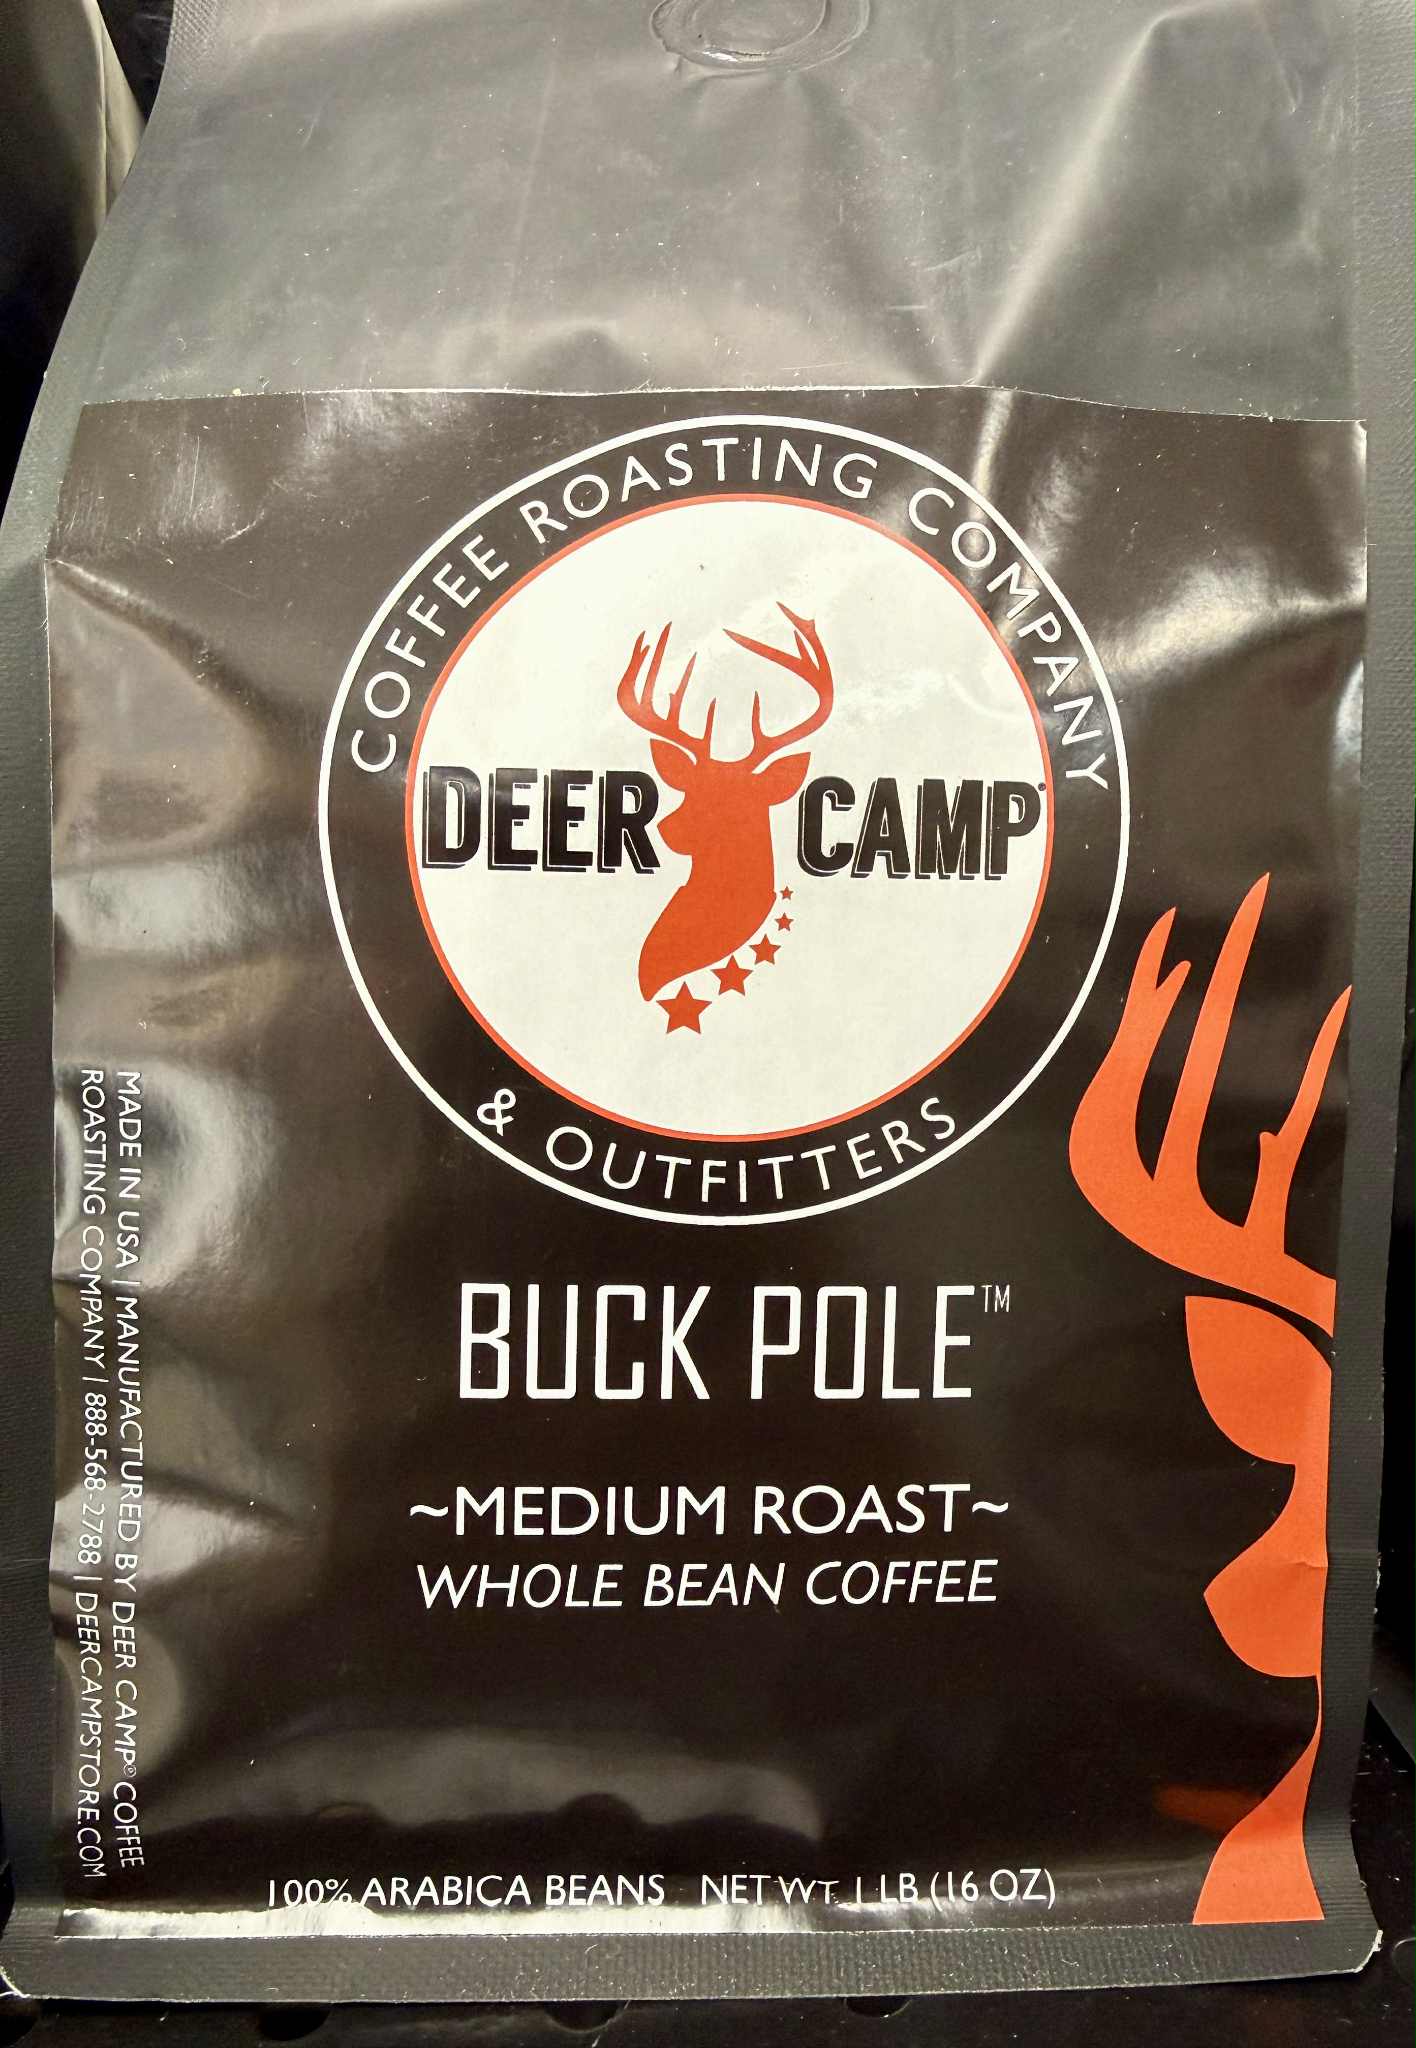 COFFEE ROASTING COMPANY
DEER CAMP®
& OUTFITTERS
BUCK POLE™
~MEDIUM ROAST~
WHOLE BEAN COFFEE
100% ARABICA BEANS NET WT 1 LB (16 OZ)
MADE IN USA | MANUFACTURED BY DEER CAMP® COFFEE
ROASTING COMPANY | 888-568-2788 | DEERCAMPSTORE.COM